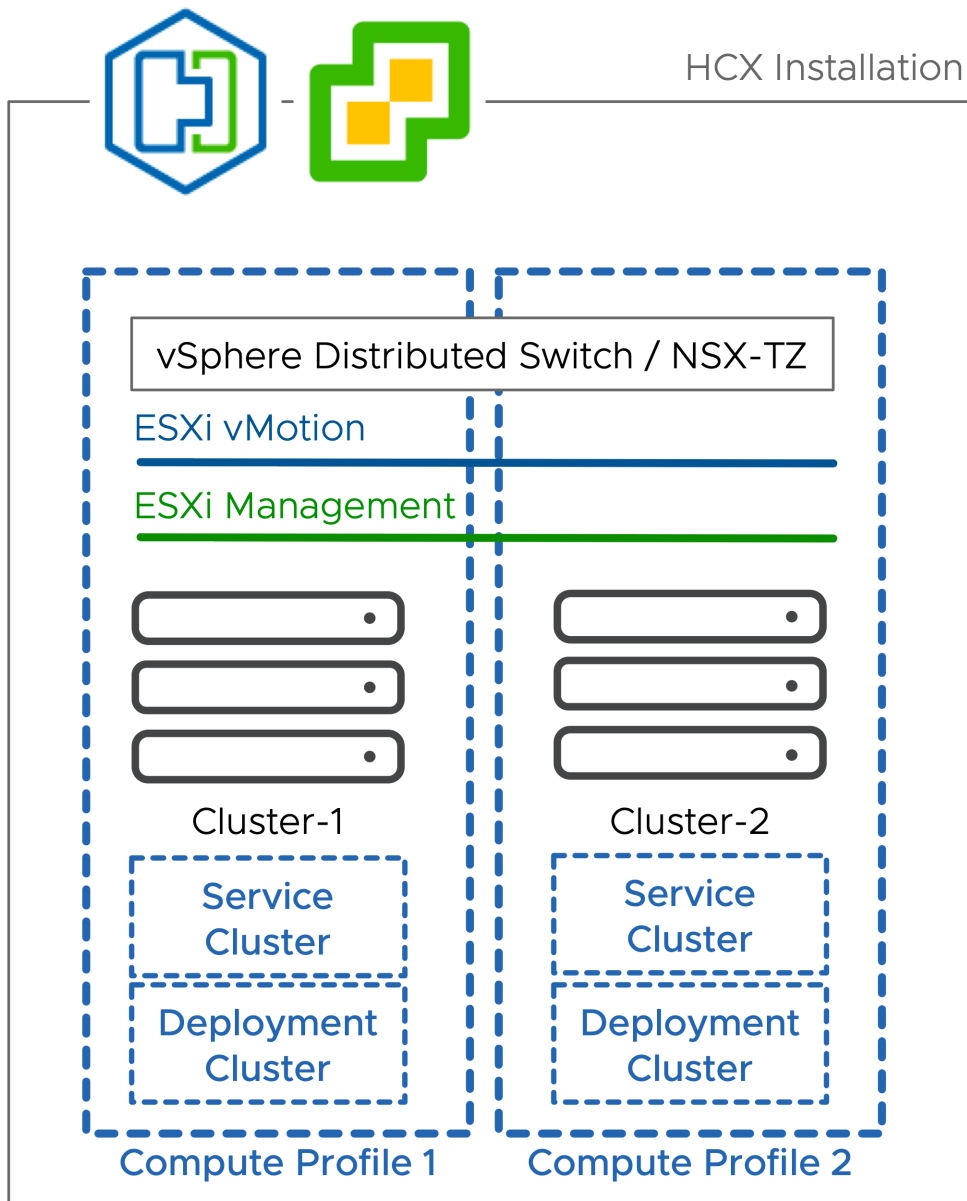 HCX Installation
vSphere Distributed Switch / NSX-TZ
ESXi vMotion
ESXi Management
Cluster-1
Service
Cluster
Deployment
Cluster
Compute Profile 1
Cluster-2
Service
Cluster
Deployment
Cluster
Compute Profile 2